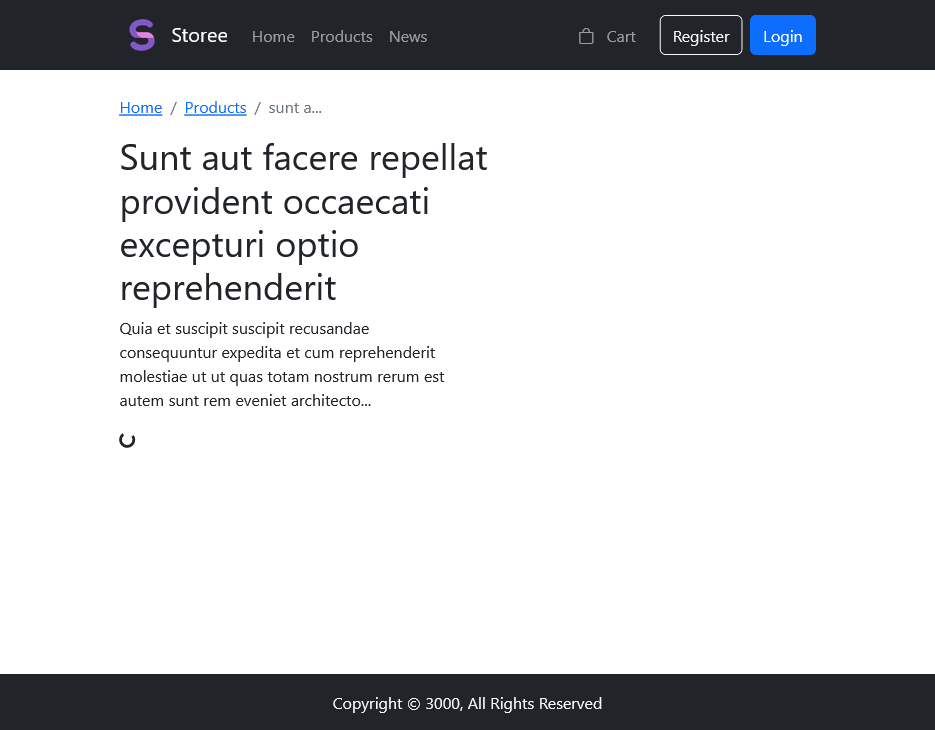 Storee Home Products News Cart Register Login
Home / Products / sunt a...
Sunt aut facere repellat
provident occaecati
excepturi optio
reprehenderit
Quia et suscipit suscipit recusandae
consequuntur expedita et cum reprehenderit
molestiae ut ut quas totam nostrum rerum est
autem sunt rem eveniet architecto...
Copyright © 3000, All Rights Reserved